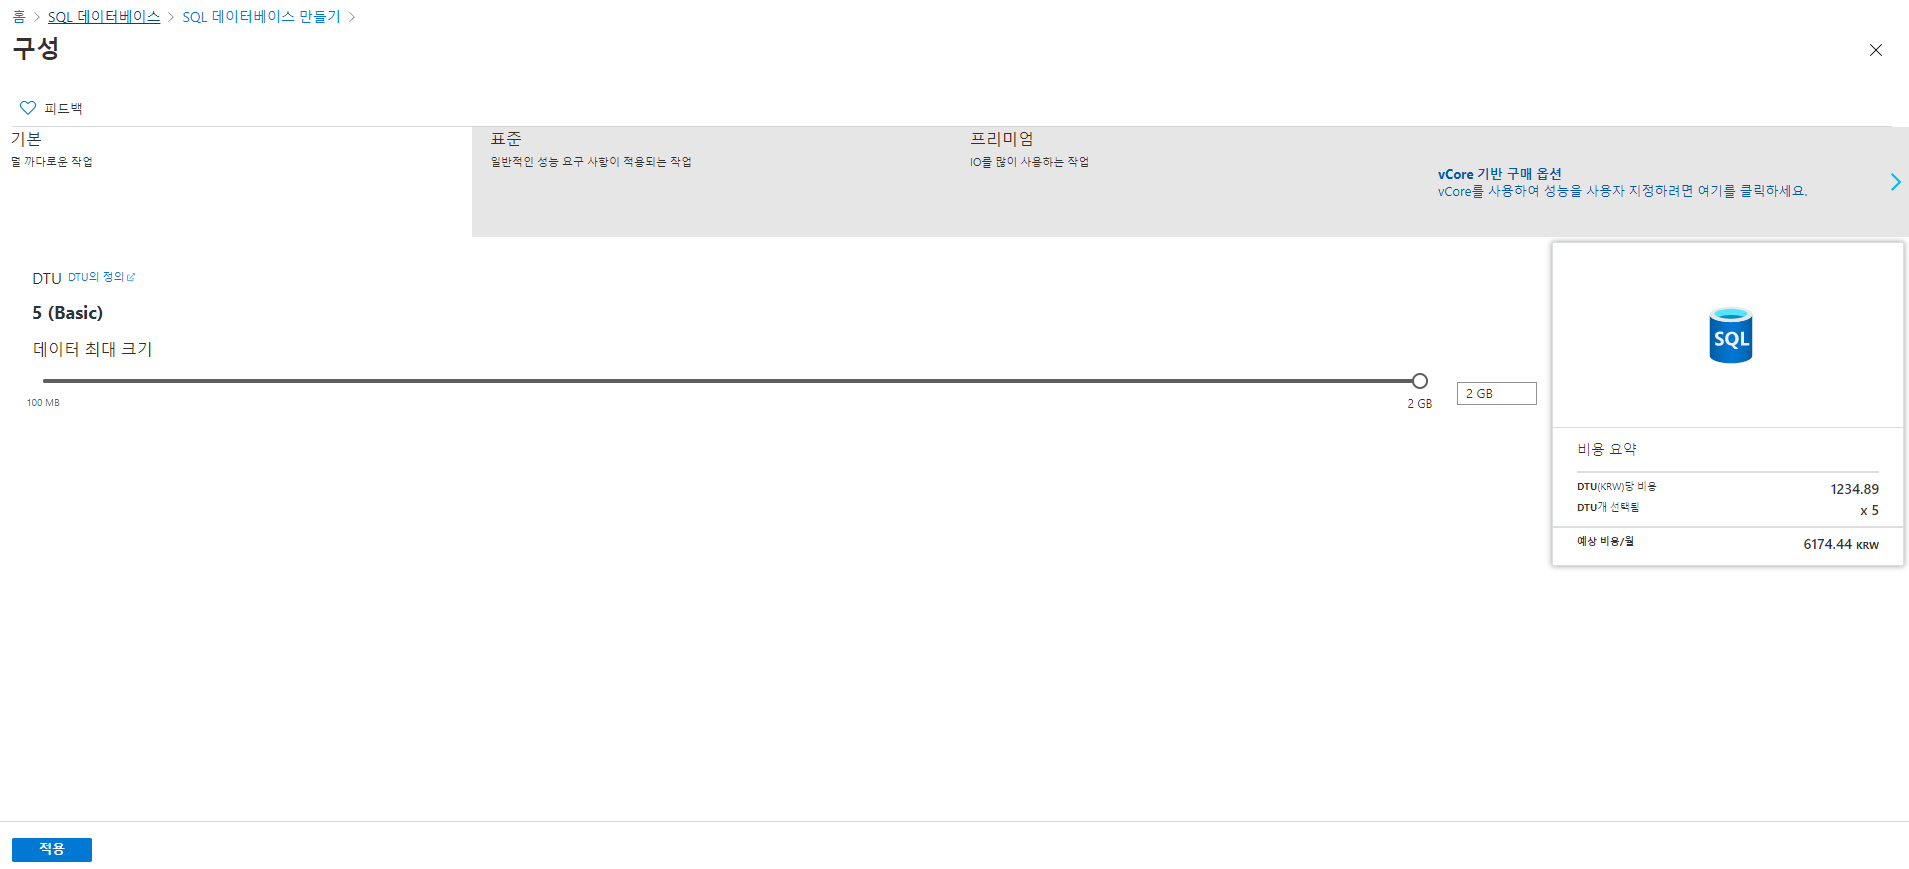 홈 > SQL 데이터베이스 > SQL 데이터베이스 만들기 >
구성
피드백
기본
덜 까다로운 작업
표준
일반적인 성능 요구 사항이 적용되는 작업
프리미엄
IO를 많이 사용하는 작업
vCore 기반 구매 옵션
vCore를 사용하여 성능을 사용자 지정하려면 여기를 클릭하세요.
DTU DTU의 정의
5 (Basic)
데이터 최대 크기
100 MB
2 GB
2 GB
SQL
비용 요약
DTU(KRW)당 비용 1234.89
DTU개 선택됨 x 5
예상 비용/월 6174.44 KRW
적용